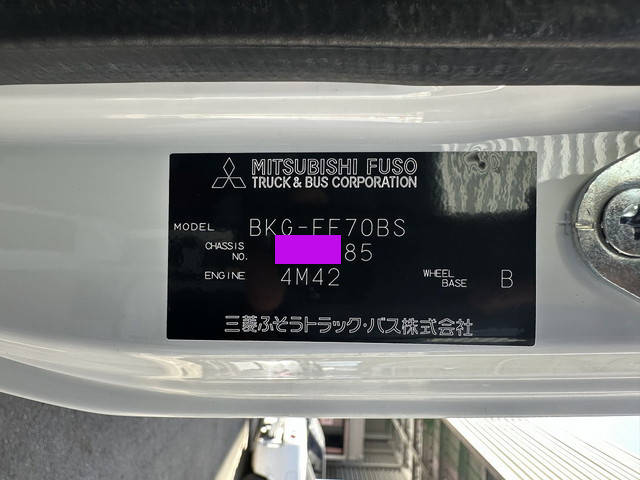 MITSUBISHI FUSO
TRUCK & BUS CORPORATION
MODEL BKG-FE70BS
CHASSIS NO. 85
ENGINE 4M42 WHEEL BASE B
三菱ふそうトラック・バス株式会社